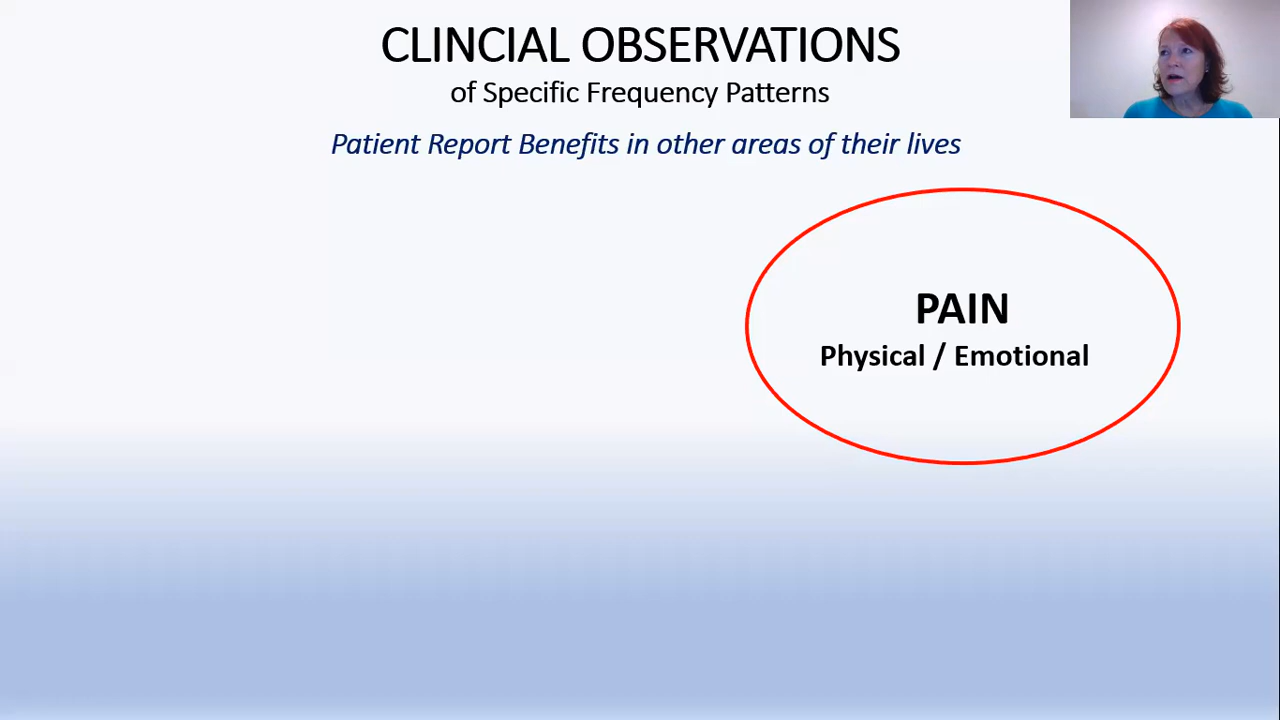 CLINCIAL OBSERVATIONS
of Specific Frequency Patterns
Patient Report Benefits in other areas of their lives
PAIN
Physical / Emotional